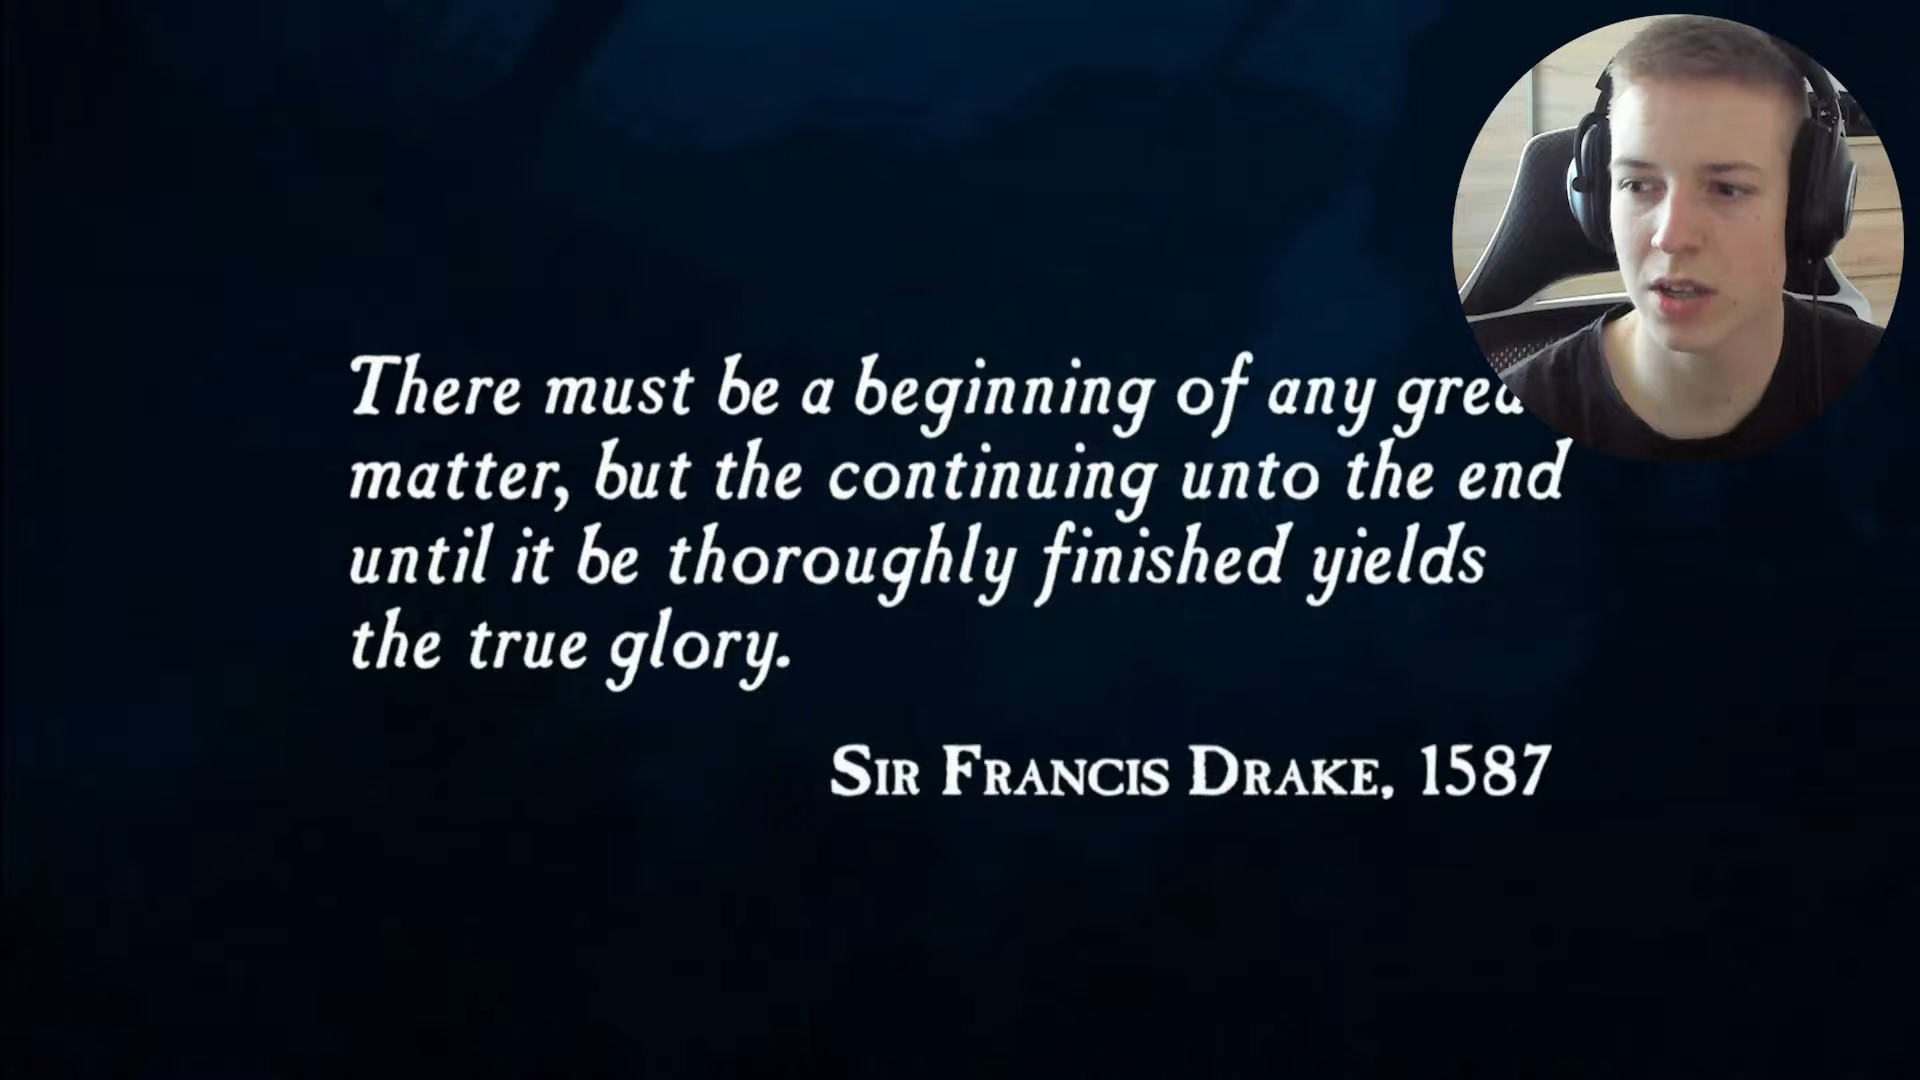 There must be a beginning of any
matter, but the continuing unto the end
until it be thoroughly finished yields
the true glory.
SIR FRANCIS DRAKE, 1587